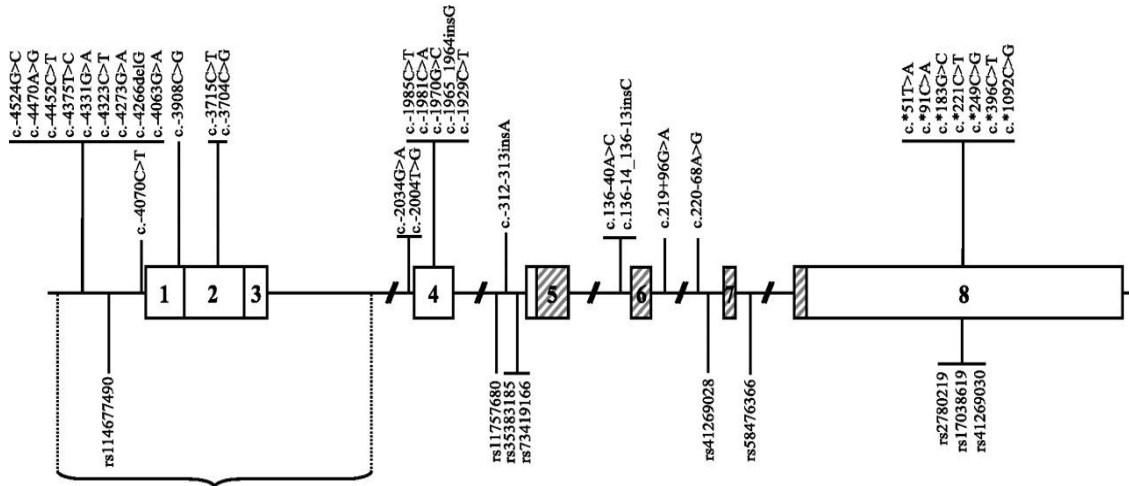 c.-4524G>C
c.-4470A>G
c.-4452C>T
c.-4375T>C
c.-4331G>A
c.-4323C>T
c.-4273G>A
c.-4266delG
c.-4063G>A
c.-4070C>T
c.-3908C>G
c.-3715C>T
c.-3704C>G
c.-2034G>A
c.-2004T>G
c.-1985C>T
c.-1981C>A
c.-1970G>C
c.-1965_1964insG
c.-1929C>T
c.-312-313insA
c.136-40A>C
c.136-14_136-13insC
c.219+96G>A
c.220-68A>G
c.*51T>A
c.*91C>A
c.*183G>C
c.*221C>T
c.*249C>G
c.*396C>T
c.*1092C>G
1
2
3
4
5
6
7
8
rs114677490
rs11757680
rs35383185
rs73419166
rs41269028
rs58476366
rs2780219
rs17038619
rs41269030